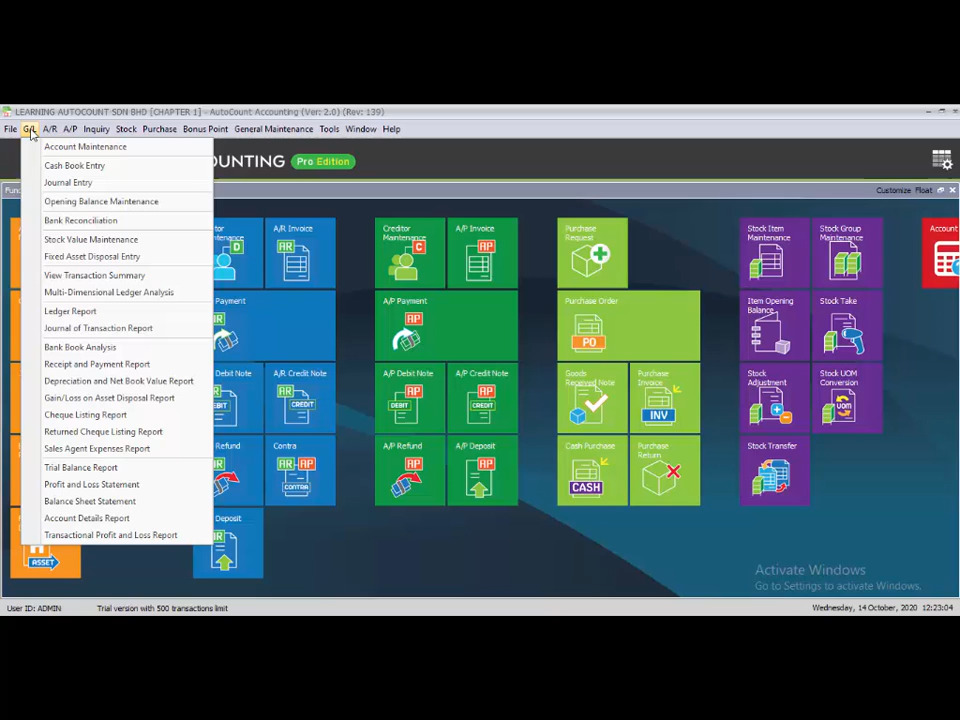 LEARNING AUTOCOUNT SDN BHD [CHAPTER 1] - AutoCount Accounting (Ver: 2.0) (Rev: 139)
File G/L A/R A/P Inquiry Stock Purchase Bonus Point General Maintenance Tools Window Help
OUNTING Pro Edition
Customize Float
Account Maintenance
Cash Book Entry
Journal Entry
Opening Balance Maintenance
Bank Reconciliation
Stock Value Maintenance
Fixed Asset Disposal Entry
View Transaction Summary
Multi-Dimensional Ledger Analysis
Ledger Report
Journal of Transaction Report
Bank Book Analysis
Receipt and Payment Report
Depreciation and Net Book Value Report
Gain/Loss on Asset Disposal Report
Cheque Listing Report
Returned Cheque Listing Report
Sales Agent Expenses Report
Trial Balance Report
Profit and Loss Statement
Balance Sheet Statement
Account Details Report
Transactional Profit and Loss Report
ASSET
Maintenance
D
A/R Invoice
AR
Payment
AR
Debit Note
A/R Credit Note
AR
CREDIT
Refund
Contra
AR AP
CONTRA
Deposit
AR
Creditor
Maintenance
C
A/P Invoice
AP
A/P Payment
AP
A/P Debit Note
AP
DEBIT
A/P Credit Note
AP
CREDIT
A/P Refund
AP
A/P Deposit
AP
Purchase
Request
Purchase Order
PO
Goods
Received Note
Purchase
Invoice
INV
Cash Purchase
CASH
Purchase
Return
Stock Item
Maintenance
Stock Group
Maintenance
Item Opening
Balance
Stock Take
Stock
Adjustment
Stock UOM
Conversion
UOM
Stock Transfer
Account
Activate Windows
Go to Settings to activate Windows.
User ID: ADMIN
Trial version with 500 transactions limit
Wednesday, 14 October, 2020
12:23:04